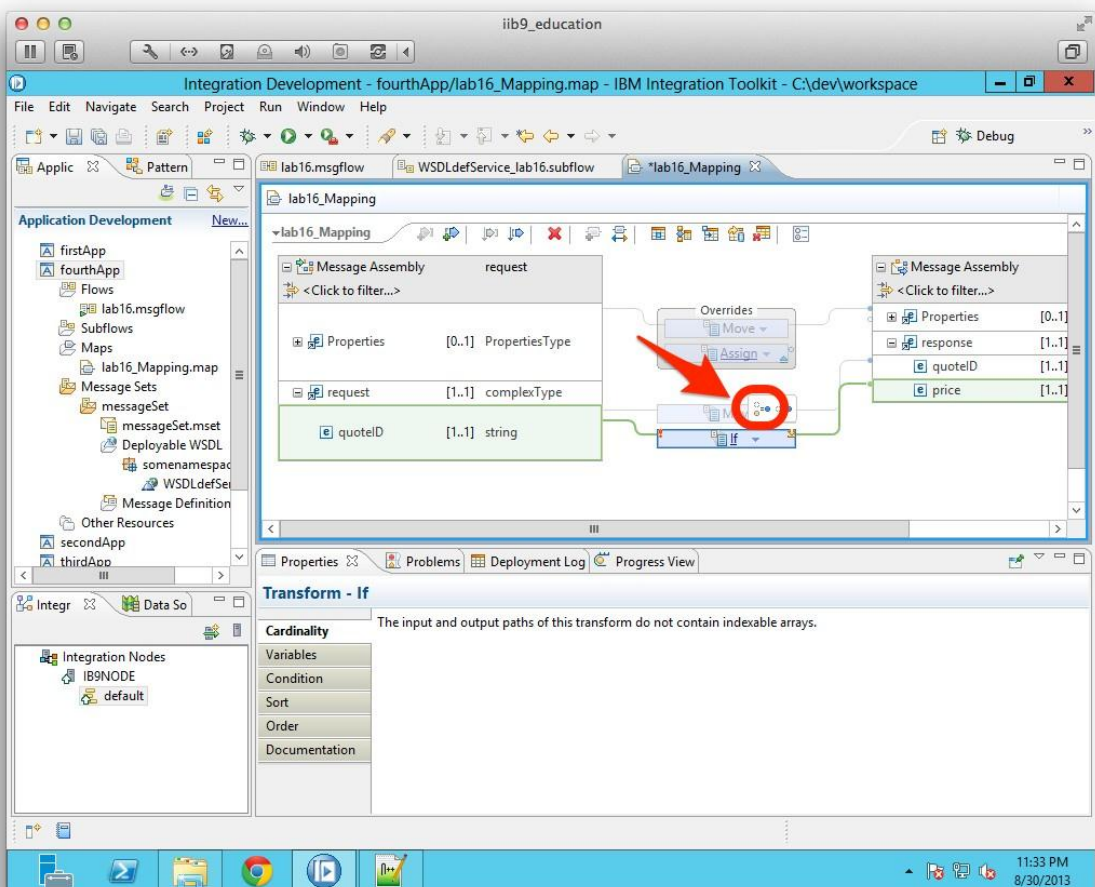 iib9_education
Integration Development - fourthApp/lab16_Mapping.map - IBM Integration Toolkit - C:\dev\workspace
File Edit Navigate Search Project Run Window Help
Debug
Applic
Pattern
lab16.msgflow
WSDLdefService_lab16.subflow
*lab16_Mapping
Application Development
New...
firstApp
fourthApp
Flows
lab16.msgflow
Subflows
Maps
lab16_Mapping.map
Message Sets
messageSet
messageSet.mset
Deployable WSDL
somenamespac
WSDLdefSer
Message Definition
Other Resources
secondApp
thirdApp
lab16_Mapping
lab16_Mapping
Message Assembly request
<Click to filter...>
Properties [0..1] PropertiesType
request [1..1] complexType
quoteID [1..1] string
Overrides
Move
Assign
If
Message Assembly
<Click to filter...>
Properties [0..1]
response [1..1]
quoteID [1..1]
price [1..1]
Integr
Data So
Integration Nodes
IB9NODE
default
Properties
Problems
Deployment Log
Progress View
Transform - If
Cardinality
Variables
Condition
Sort
Order
Documentation
The input and output paths of this transform do not contain indexable arrays.
11:33 PM
8/30/2013